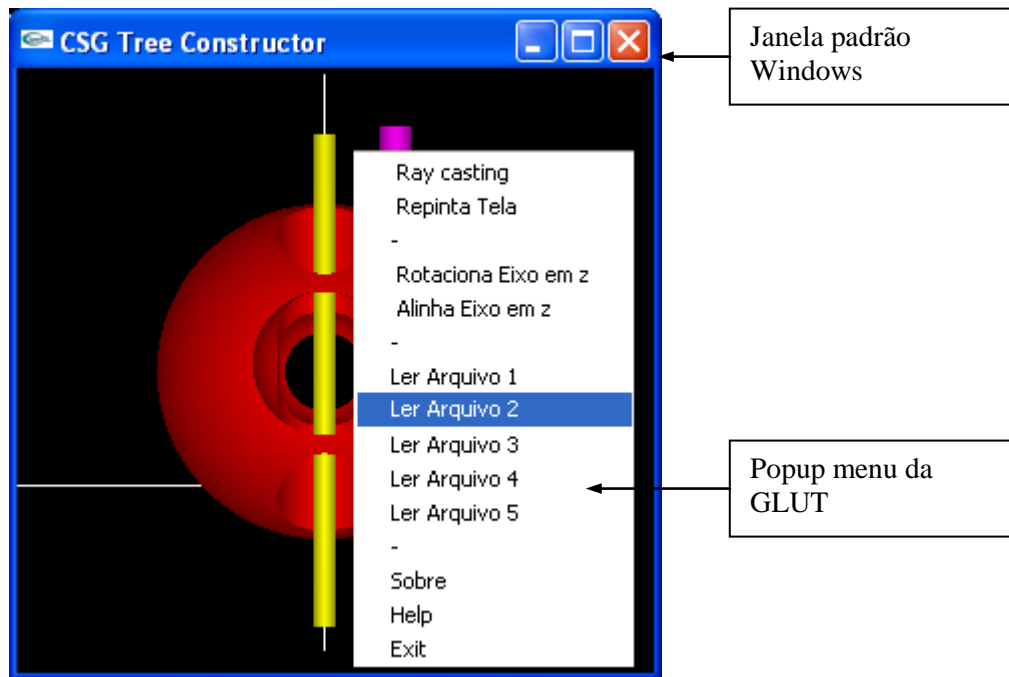 CSG Tree Constructor
Janela padrão
Windows
Ray casting
Repinta Tela
-
Rotaciona Eixo em z
Alinha Eixo em z
-
Ler Arquivo 1
Ler Arquivo 2
Ler Arquivo 3
Ler Arquivo 4
Ler Arquivo 5
-
Sobre
Help
Exit
Popup menu da
GLUT